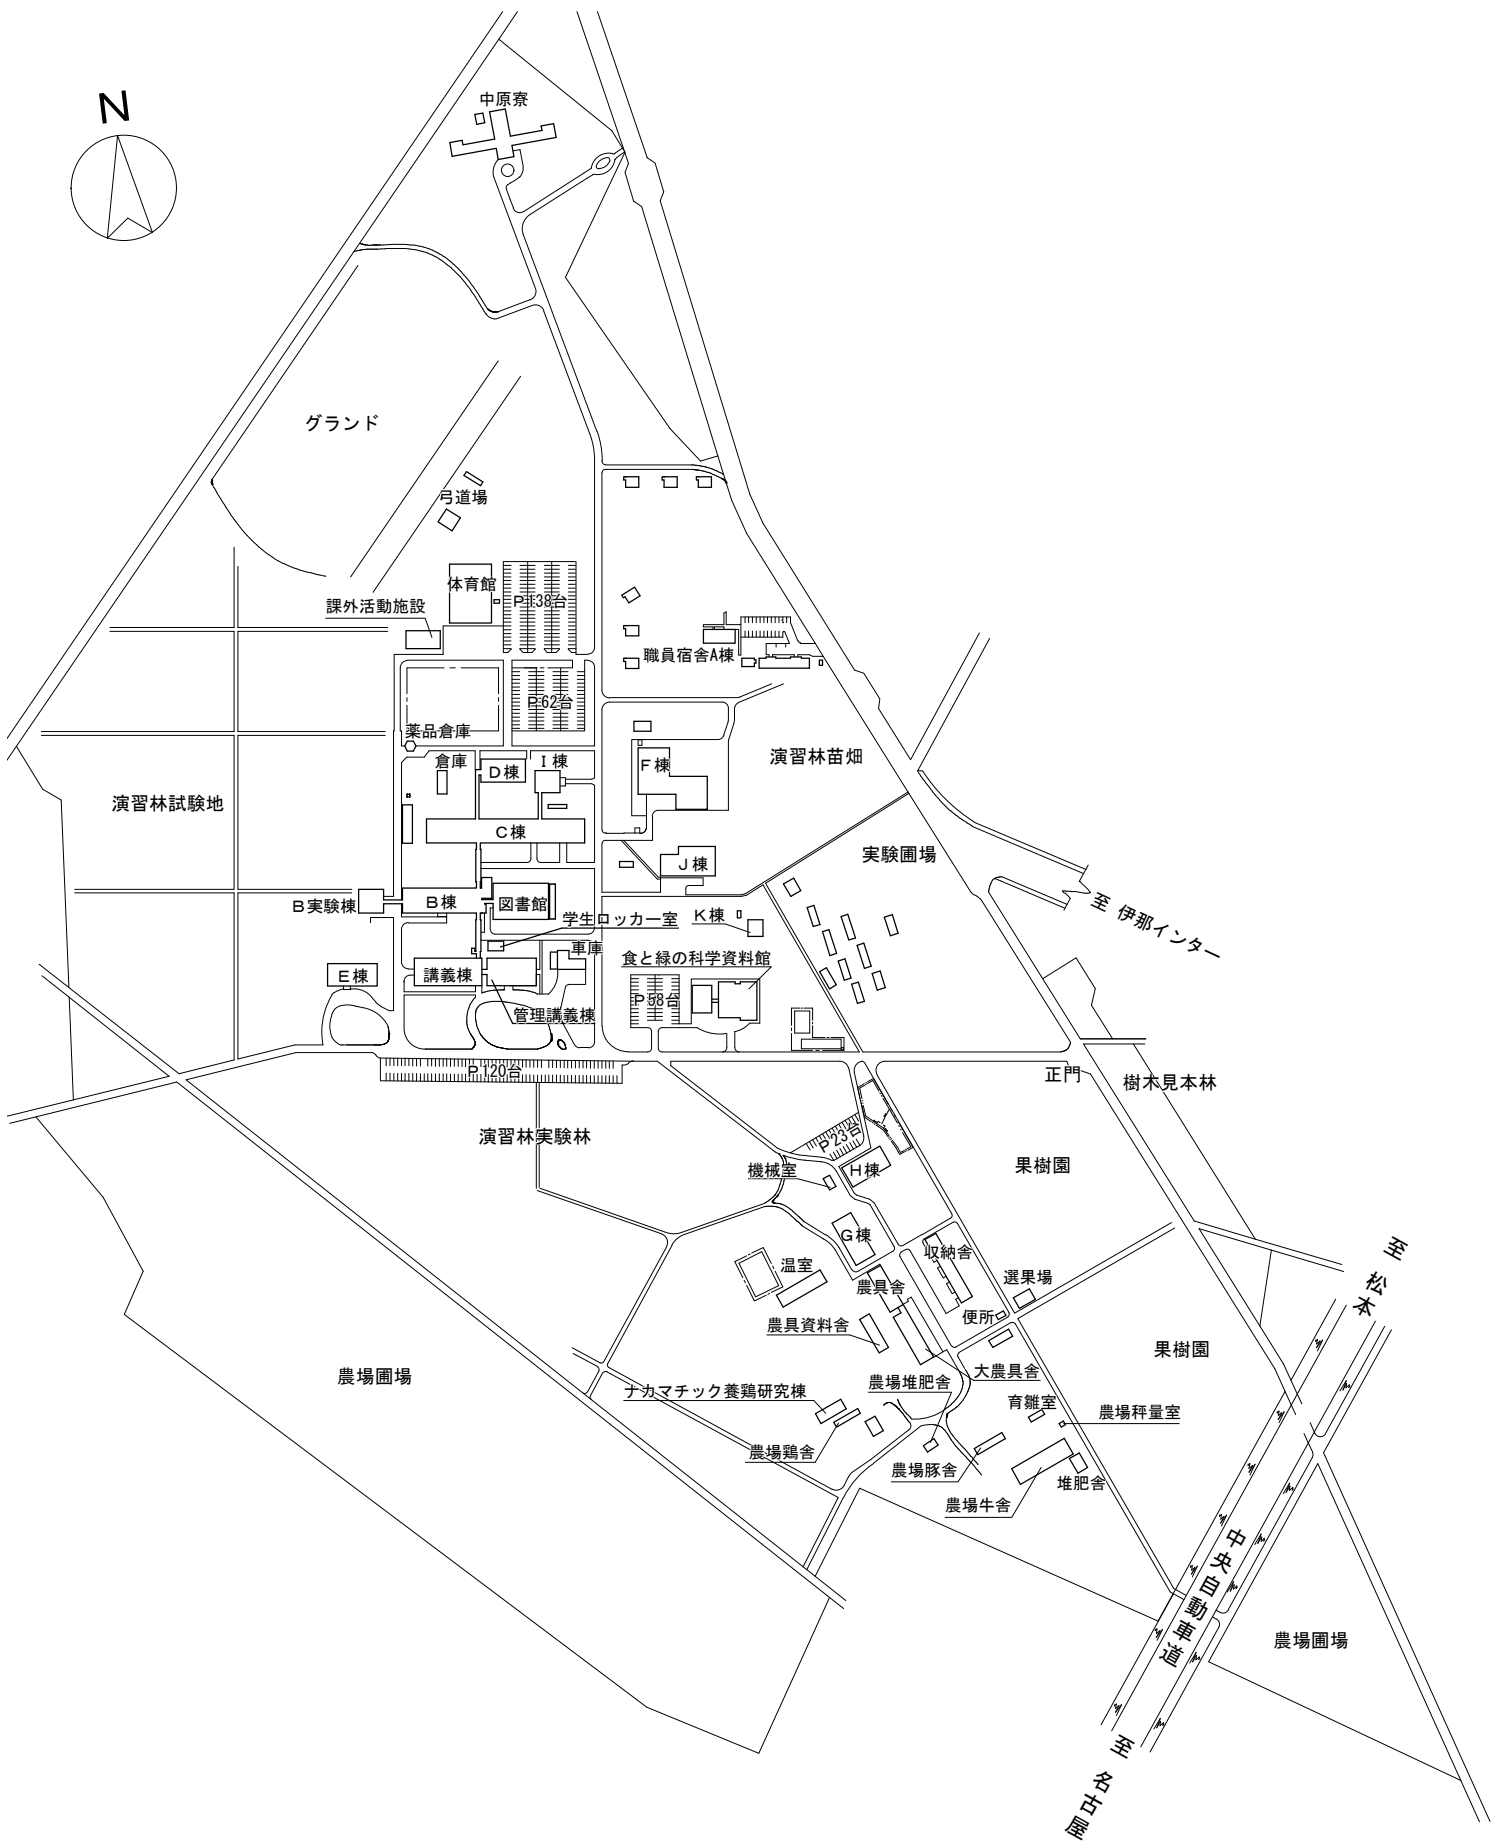 N
中原寮
グランド
弓道場
体育館
P 138台
課外活動施設
職員宿舎A棟
P 62台
薬品倉庫
倉庫
D棟
I棟
F棟
演習林苗畑
演習林試験地
C棟
J棟
実験圃場
B実験棟
B棟
図書館
学生ロッカー室
K棟
至 伊那インター
車庫
食と緑の科学資料館
E棟
講義棟
P 58台
管理講義棟
P 120台
正門
樹木見本林
演習林実験林
P 23台
機械室
H棟
果樹園
G棟
収納舎
温室
農具舎
選果場
便所
農具資料舎
大農具舎
果樹園
至 松本
農場圃場
ナカマチック養鶏研究棟
農場堆肥舎
育雛室
農場秤量室
農場鶏舎
農場豚舎
堆肥舎
農場牛舎
中央自動車道
農場圃場
至 名古屋